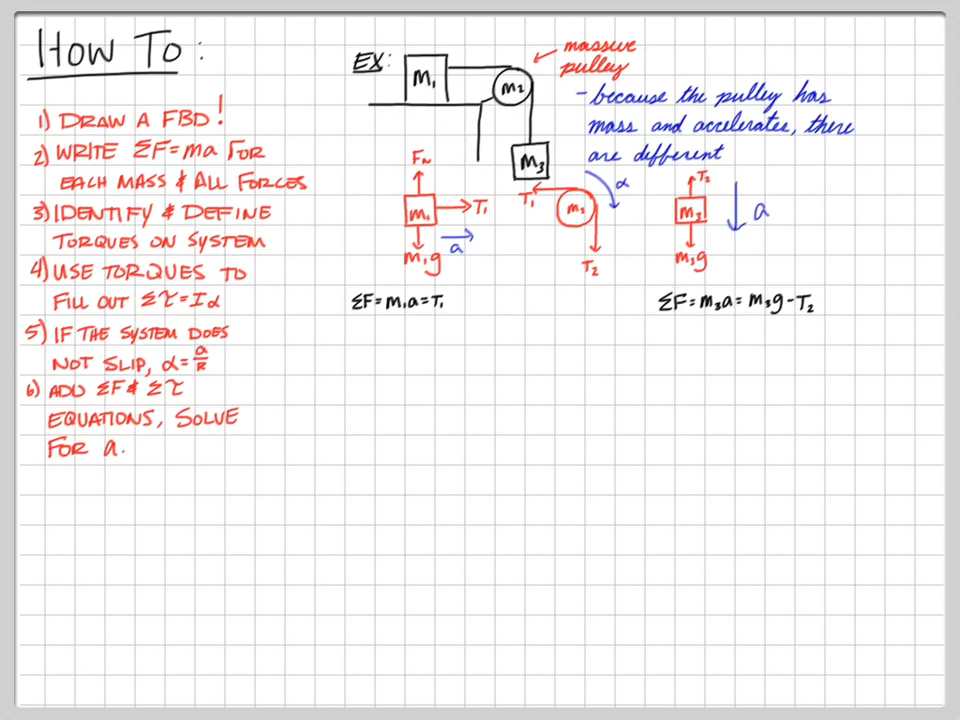 How To:
1) DRAW A FBD!
2) WRITE ΣF=ma FOR
EACH MASS & ALL FORCES
3) IDENTIFY & DEFINE
TORQUES ON SYSTEM
4) USE TORQUES TO
FILL OUT Στ=Iα
5) IF THE SYSTEM DOES
NOT SLIP, α=a/R
6) ADD ΣF & Στ
EQUATIONS, SOLVE
FOR a.
EX:
m1
m2
m3
massive
pulley
- because the pulley has
mass and accelerates, there
are different
FN
m1
T1
m1g
a
T1
m2
α
T2
T2
m3
m3g
a
ΣF=m1a=T1
ΣF=m3a=m3g-T2